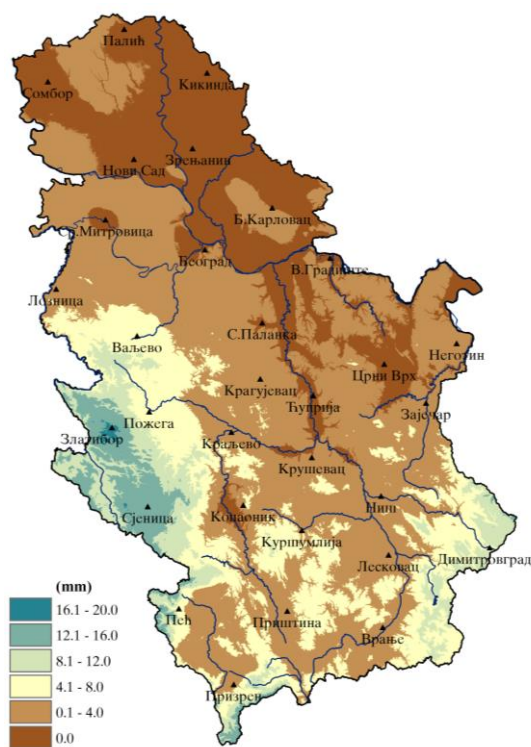 Палић
Сомбор
Кикинда
Зрењанин
Нови Сад
Б.Карловац
Ср.Митровица
Београд
В.Градиште
Лозница
С.Паланка
Ваљево
Неготин
Црни Врх
Крагујевац
Ћуприја
Зајечар
Пожега
Златибор
Краљево
Крушевац
Сјеница
Копаоник
Ниш
Куршумлија
Лесковац
Димитровград
(mm)
16.1 - 20.0
12.1 - 16.0
8.1 - 12.0
4.1 - 8.0
0.1 - 4.0
0.0
Пећ
Приштина
Врање
Призрен